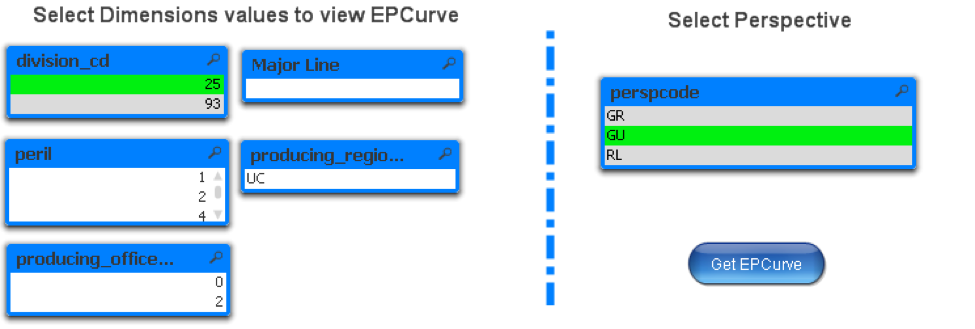 Select Dimensions values to view EPCurve
division_cd
25
93
Major Line
peril
1
2
4
producing_regio...
UC
producing_office...
0
2
Select Perspective
perspcode
GR
GU
RL
Get EPCurve